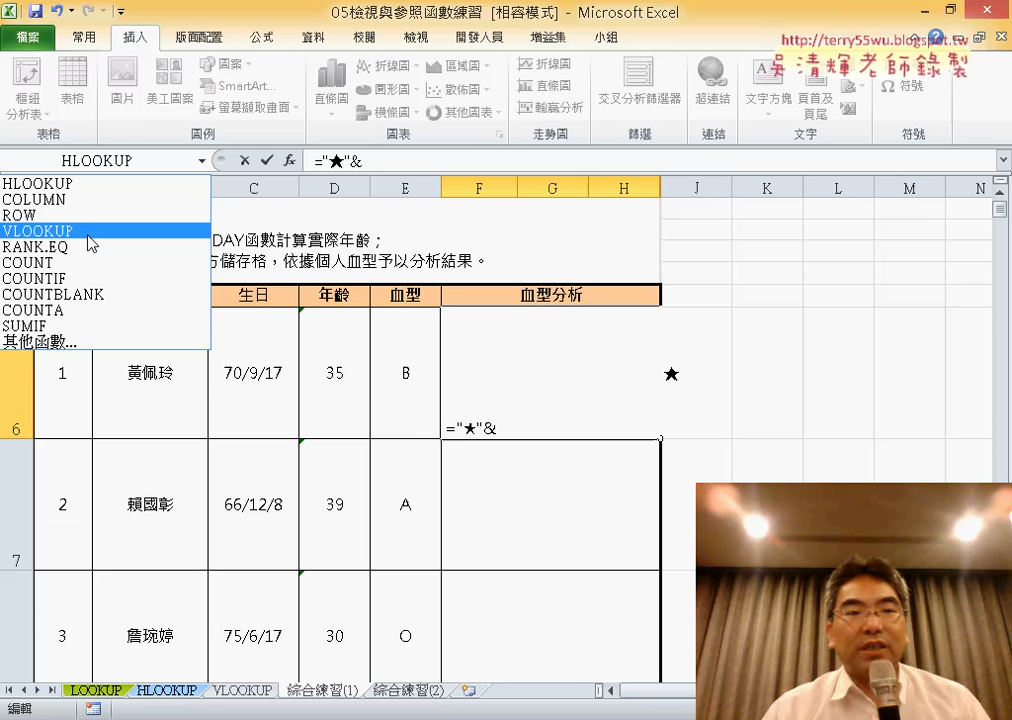 05檢視與參照函數練習 [相容模式] - Microsoft Excel
檔案 常用 插入 版面配置 公式 資料 校閱 檢視 開發人員 增益集 小組
http://terry55wu.blogspot.tw
吳清輝老師錄製
樞紐分析表 表格 圖片 美工圖案 圖案 SmartArt... 螢幕擷取畫面 直條圖 折線圖 圓形圖 橫條圖 區域圖 散佈圖 其他圖表 折線圖 直條圖 輸贏分析 交叉分析篩選器 超連結 文字方塊 頁首及頁尾 Ω 符號
表格 圖例 圖表 走勢圖 篩選 連結 文字 符號
HLOOKUP fx ="★"&
HLOOKUP
COLUMN
ROW
VLOOKUP
RANK.EQ
COUNT
COUNTIF
COUNTBLANK
COUNTA
SUMIF
其他函數...
C D E F G H J K L M N
DAY函數計算實際年齡；
方儲存格，依據個人血型予以分析結果。
生日 年齡 血型 血型分析
1 黃佩玲 70/9/17 35 B ★
6 ="★"&
2 賴國彰 66/12/8 39 A
7
3 詹琬婷 75/6/17 30 O
LOOKUP HLOOKUP VLOOKUP 綜合練習(1) 綜合練習(2)
編輯